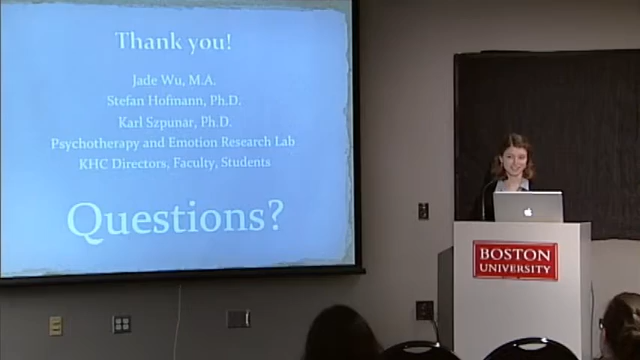 Thank you!
Jade Wu, M.A.
Stefan Hofmann, Ph.D.
Karl Szpunar, Ph.D.
Psychotherapy and Emotion Research Lab
KHC Directors, Faculty, Students
Questions?
BOSTON
UNIVERSITY